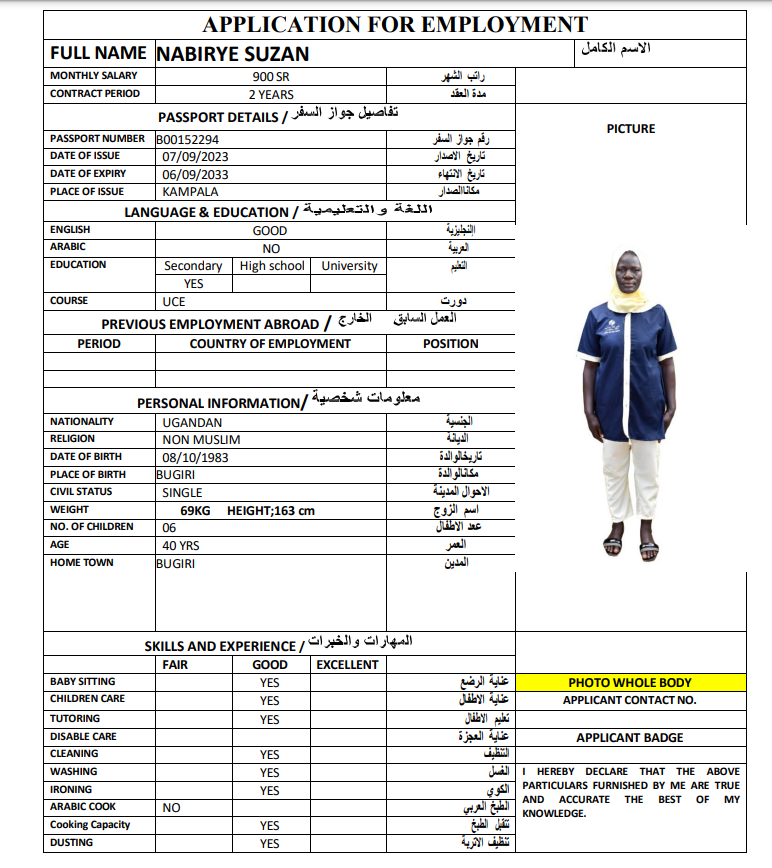 APPLICATION FOR EMPLOYMENT
FULL NAME NABIRYE SUZAN الاسم الكامل
MONTHLY SALARY 900 SR راتب الشهر
CONTRACT PERIOD 2 YEARS مدة العقد
PASSPORT DETAILS / تفاصيل جواز السفر
PICTURE
PASSPORT NUMBER B00152294 رقم جواز السفر
DATE OF ISSUE 07/09/2023 تاريخ الاصدار
DATE OF EXPIRY 06/09/2033 تاريخ الانتهاء
PLACE OF ISSUE KAMPALA مكاناالصدار
LANGUAGE & EDUCATION / اللغة والتعليمية
ENGLISH GOOD اإلنجليزية
ARABIC NO العربية
EDUCATION Secondary High school University التعليم
YES
COURSE UCE دورت
PREVIOUS EMPLOYMENT ABROAD / العمل السابق الخارج
PERIOD COUNTRY OF EMPLOYMENT POSITION
PERSONAL INFORMATION/ معلومات شخصية
NATIONALITY UGANDAN الجنسية
RELIGION NON MUSLIM الديانة
DATE OF BIRTH 08/10/1983 تاريخالوالدة
PLACE OF BIRTH BUGIRI مكانالوالدة
CIVIL STATUS SINGLE الاحوال المدينة
WEIGHT 69KG HEIGHT;163 cm اسم الزوج
NO. OF CHILDREN 06 عدد الاطفال
AGE 40 YRS العمر
HOME TOWN BUGIRI المدين
SKILLS AND EXPERIENCE / المهارات والخبرات
FAIR GOOD EXCELLENT
BABY SITTING YES عناية الرضع PHOTO WHOLE BODY
CHILDREN CARE YES عناية الاطفال APPLICANT CONTACT NO.
TUTORING YES تعليم الاطفال
DISABLE CARE عناية العجزة APPLICANT BADGE
CLEANING YES التنظيف
WASHING YES الغسل
IRONING YES الكوي
ARABIC COOK NO الطبخ العربي
Cooking Capacity YES تتقبل الطبخ
DUSTING YES تنظيف الاتربة
I HEREBY DECLARE THAT THE ABOVE
PARTICULARS FURNISHED BY ME ARE TRUE
AND ACCURATE THE BEST OF MY
KNOWLEDGE.